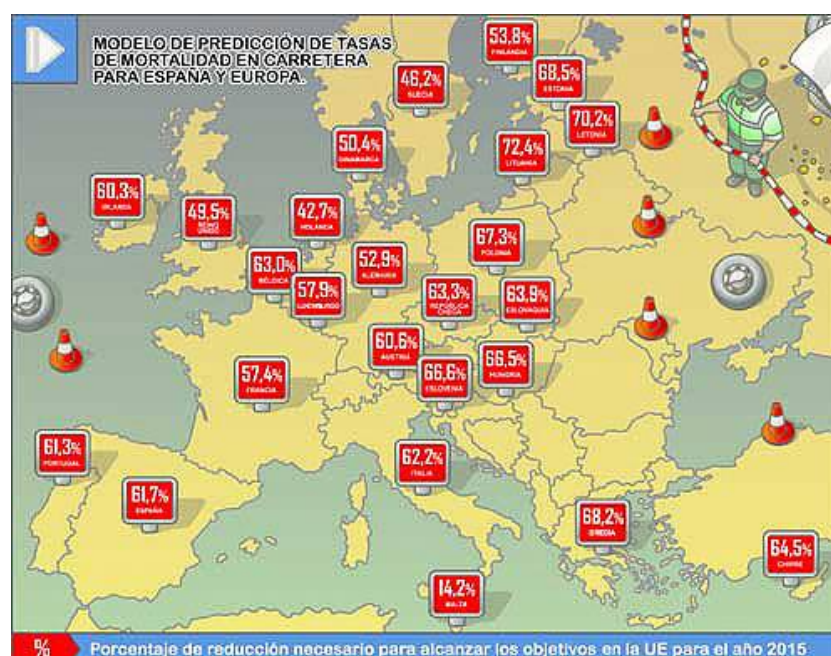 MODELO DE PREDICCIÓN DE TASAS
DE MORTALIDAD EN CARRETERA
PARA ESPAÑA Y EUROPA.
53,8%
FINLANDIA
46,2%
SUECIA
68,5%
ESTONIA
70,2%
LETONIA
50,4%
DINAMARCA
72,4%
LITUANIA
60,3%
IRLANDA
49,5%
REINO
UNIDO
42,7%
HOLANDA
67,3%
POLONIA
63,0%
BÉLGICA
52,9%
ALEMANIA
57,9%
LUXEMBURGO
63,3%
REPÚBLICA
CHECA
63,8%
ESLOVAQUIA
60,6%
AUSTRIA
57,4%
FRANCIA
66,6%
ESLOVENIA
66,5%
HUNGRIA
61,3%
PORTUGAL
62,2%
ITALIA
61,7%
ESPAÑA
68,2%
GRECIA
64,5%
CHIPRE
14,2%
MALTA
% Porcentaje de reducción necesario para alcanzar los objetivos en la UE para el año 2015